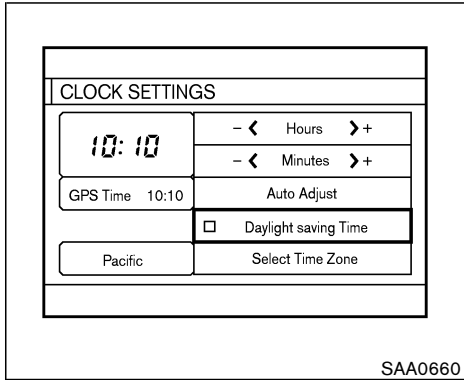 CLOCK SETTINGS
10:10
- < Hours > +
- < Minutes > +
GPS Time 10:10
Auto Adjust
Daylight saving Time
Pacific
Select Time Zone
SAA0660